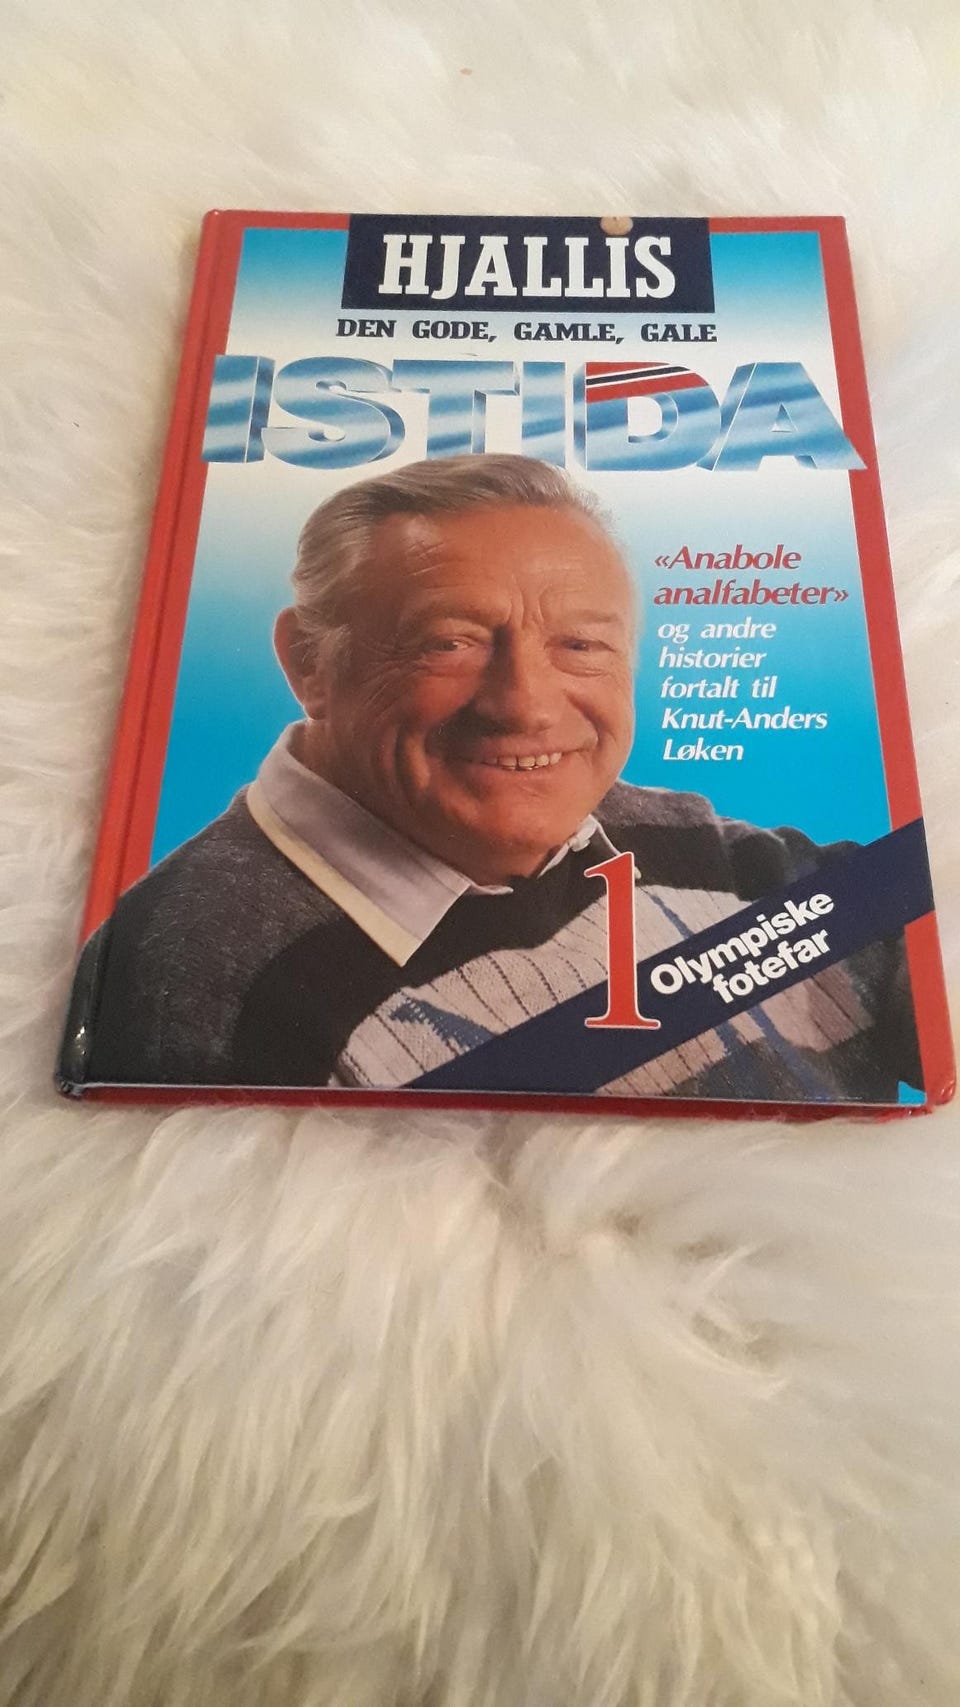 HJALLIS
DEN GODE, GAMLE, GALE
ISTIDA
«Anabole
analfabeter»
og andre
historier
fortalt til
Knut-Anders
Løken
1
Olympiske
fotefar